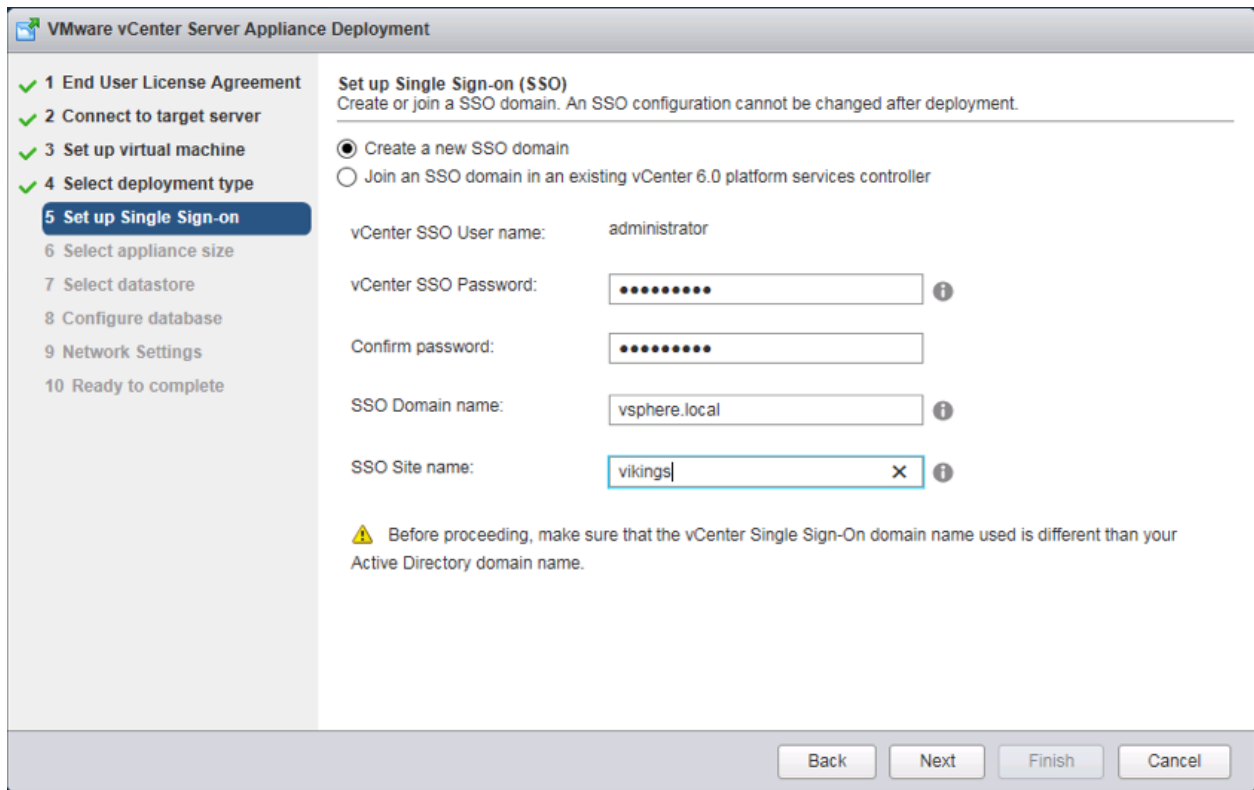 VMware vCenter Server Appliance Deployment
1 End User License Agreement
2 Connect to target server
3 Set up virtual machine
4 Select deployment type
5 Set up Single Sign-on
6 Select appliance size
7 Select datastore
8 Configure database
9 Network Settings
10 Ready to complete
Set up Single Sign-on (SSO)
Create or join a SSO domain. An SSO configuration cannot be changed after deployment.
Create a new SSO domain
Join an SSO domain in an existing vCenter 6.0 platform services controller
vCenter SSO User name: administrator
vCenter SSO Password: •••••••••
Confirm password: •••••••••
SSO Domain name: vsphere.local
SSO Site name: vikings
Before proceeding, make sure that the vCenter Single Sign-On domain name used is different than your
Active Directory domain name.
Back Next Finish Cancel